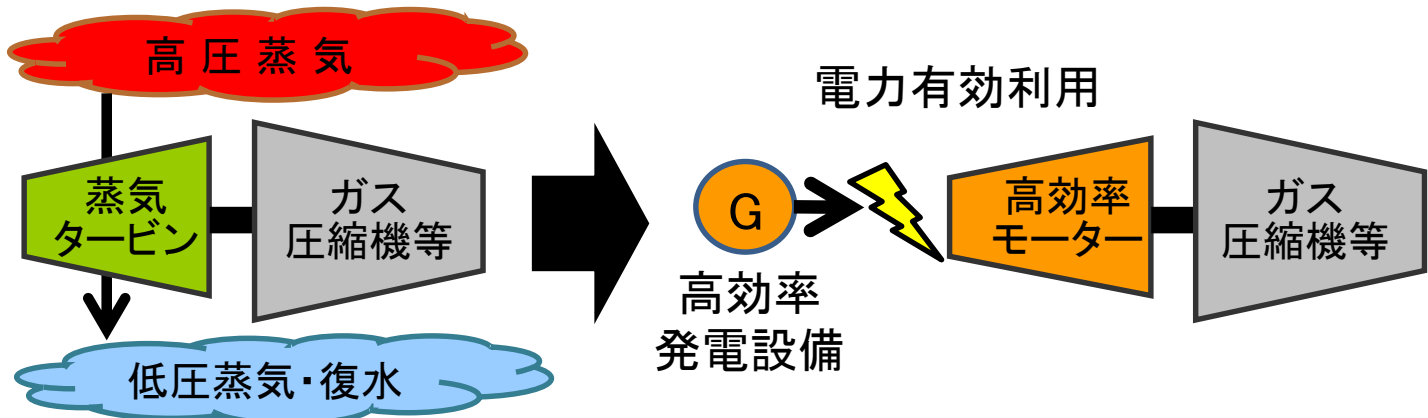 高圧蒸気
蒸気
タービン
ガス
圧縮機等
低圧蒸気・復水
電力有効利用
G
高効率
発電設備
高効率
モーター
ガス
圧縮機等